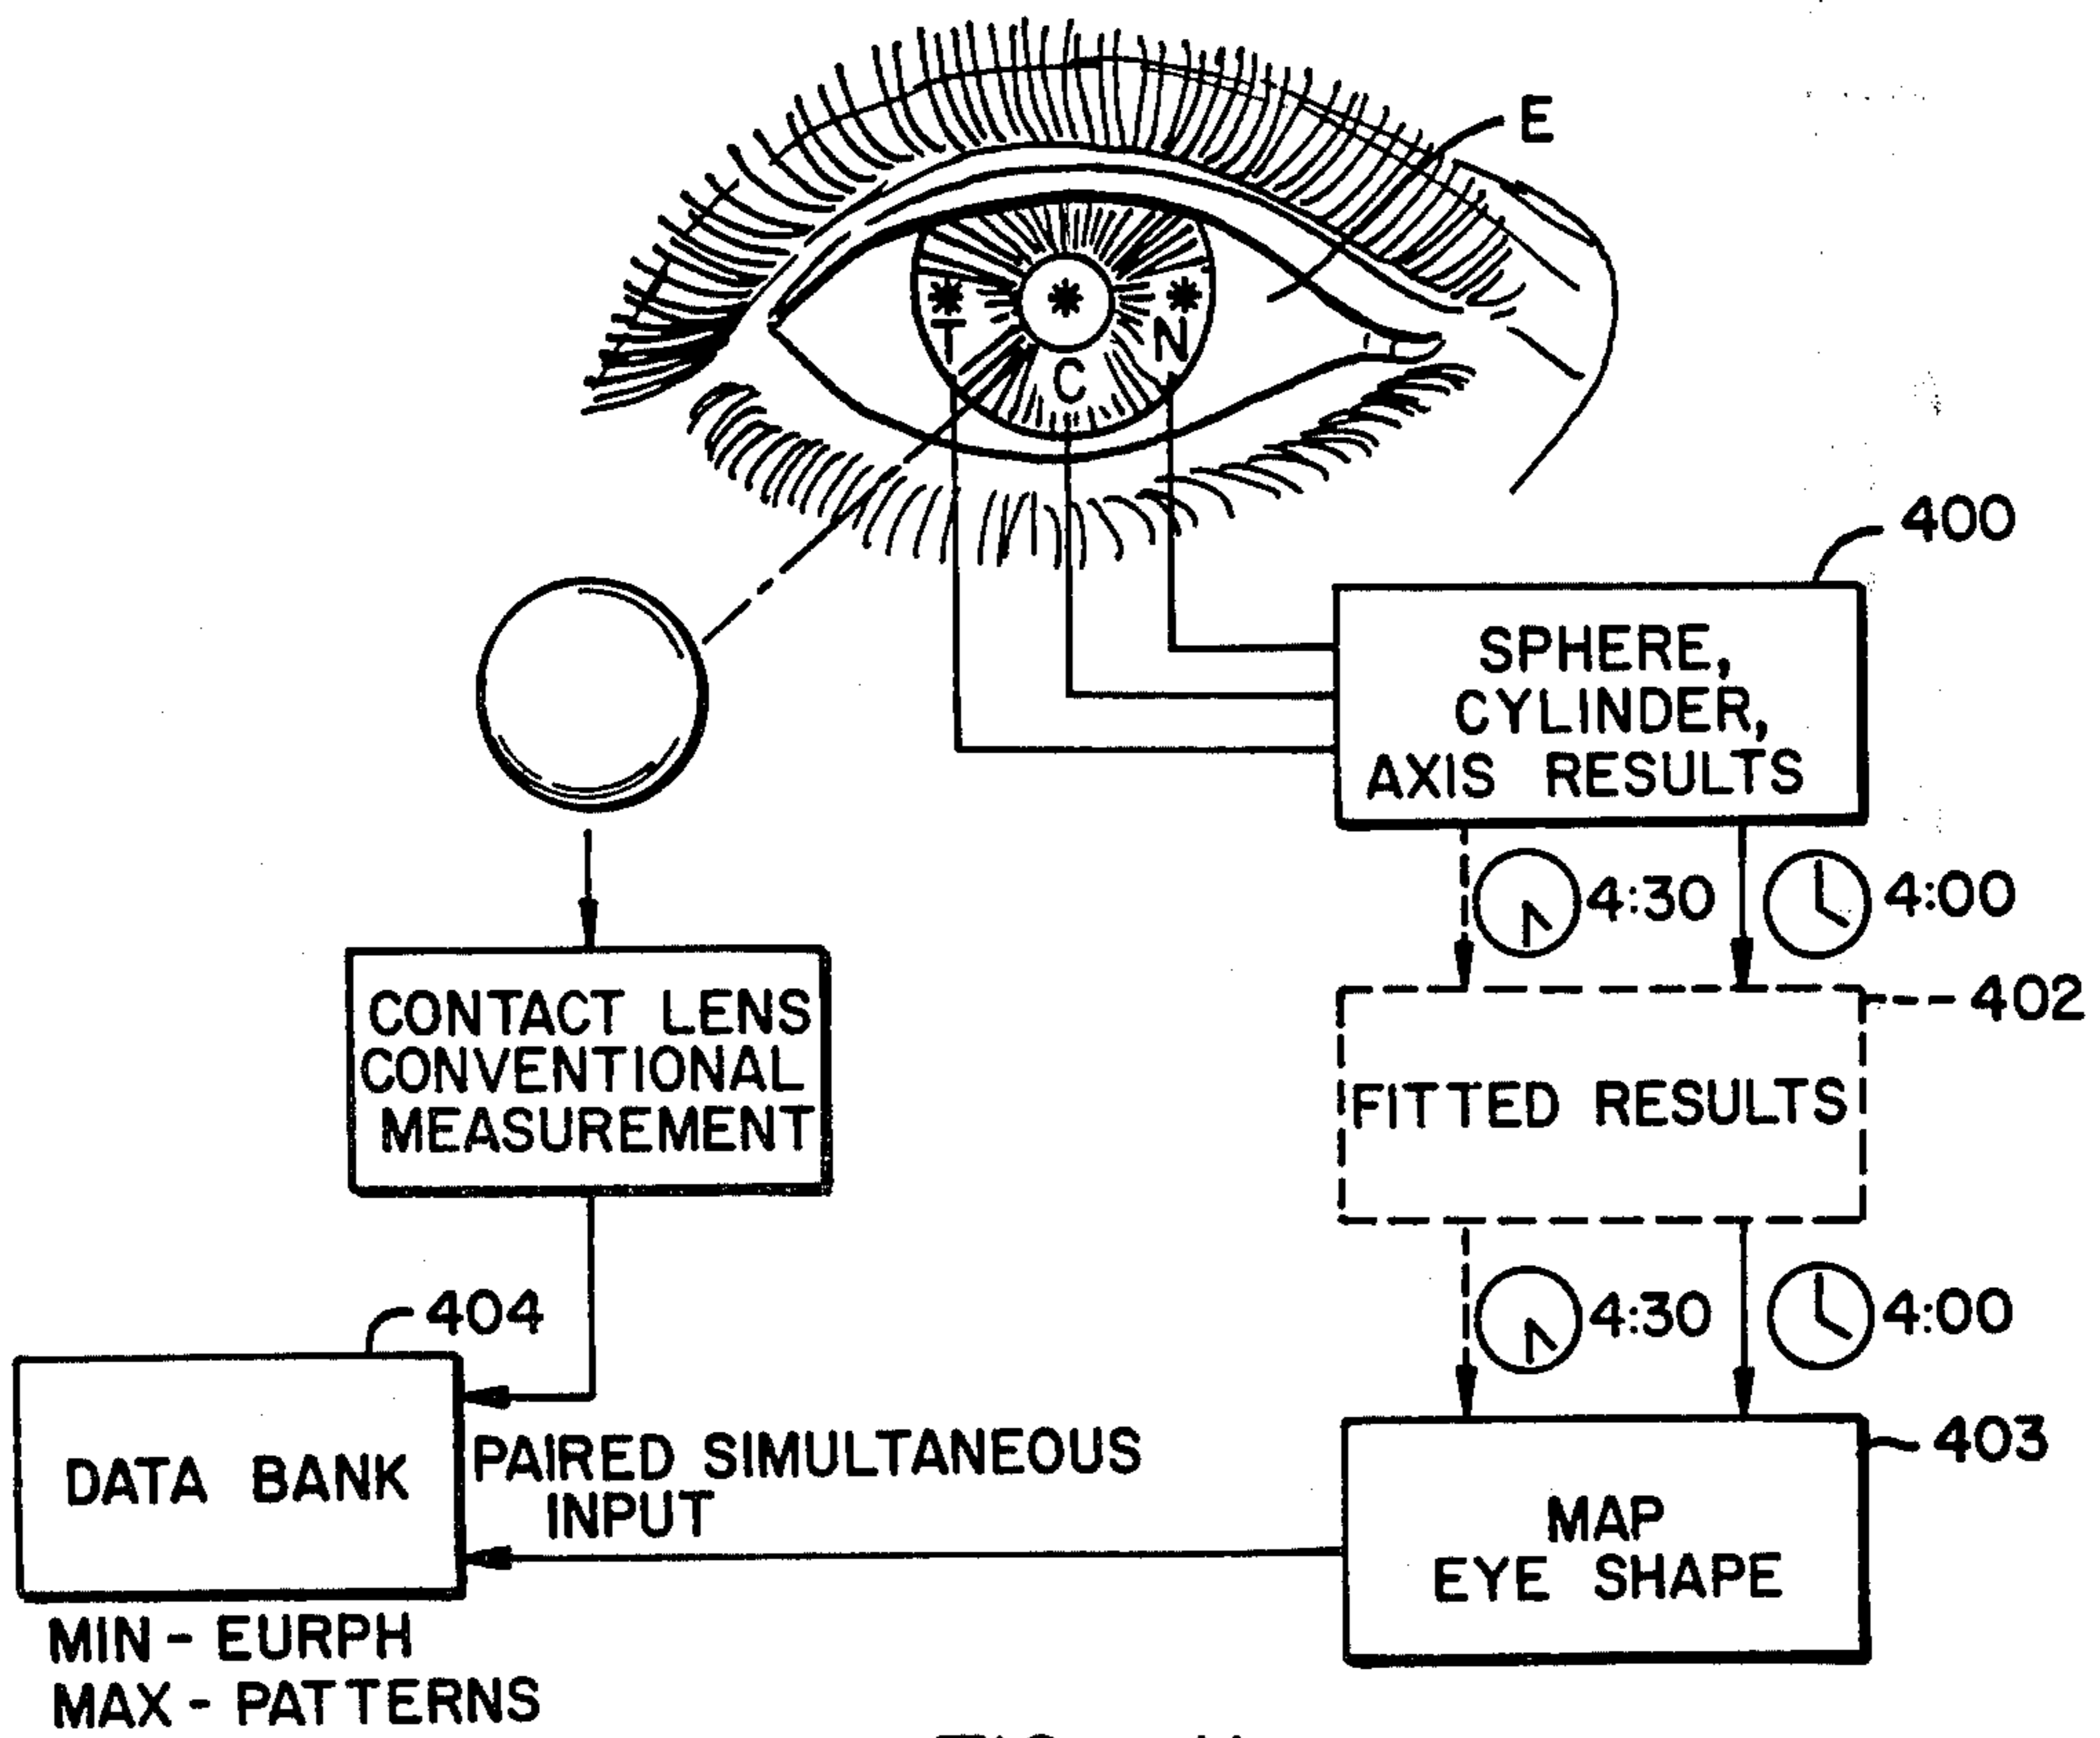 E
T
N
C
400
SPHERE,
CYLINDER,
AXIS RESULTS
4:30
4:00
402
CONTACT LENS
CONVENTIONAL
MEASUREMENT
FITTED RESULTS
4:30
4:00
404
403
DATA BANK
PAIRED SIMULTANEOUS
INPUT
MAP
EYE SHAPE
MIN - EURPH
MAX - PATTERNS